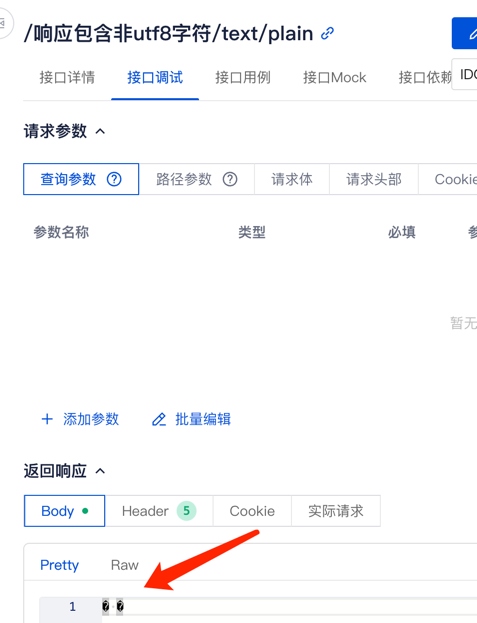 /响应包含非utf8字符/text/plain
接口详情 接口调试 接口用例 接口Mock 接口依赖
请求参数
查询参数 路径参数 请求体 请求头部 Cookie
参数名称 类型 必填
暂无
+ 添加参数 批量编辑
返回响应
Body Header 5 Cookie 实际请求
Pretty Raw
1 � �